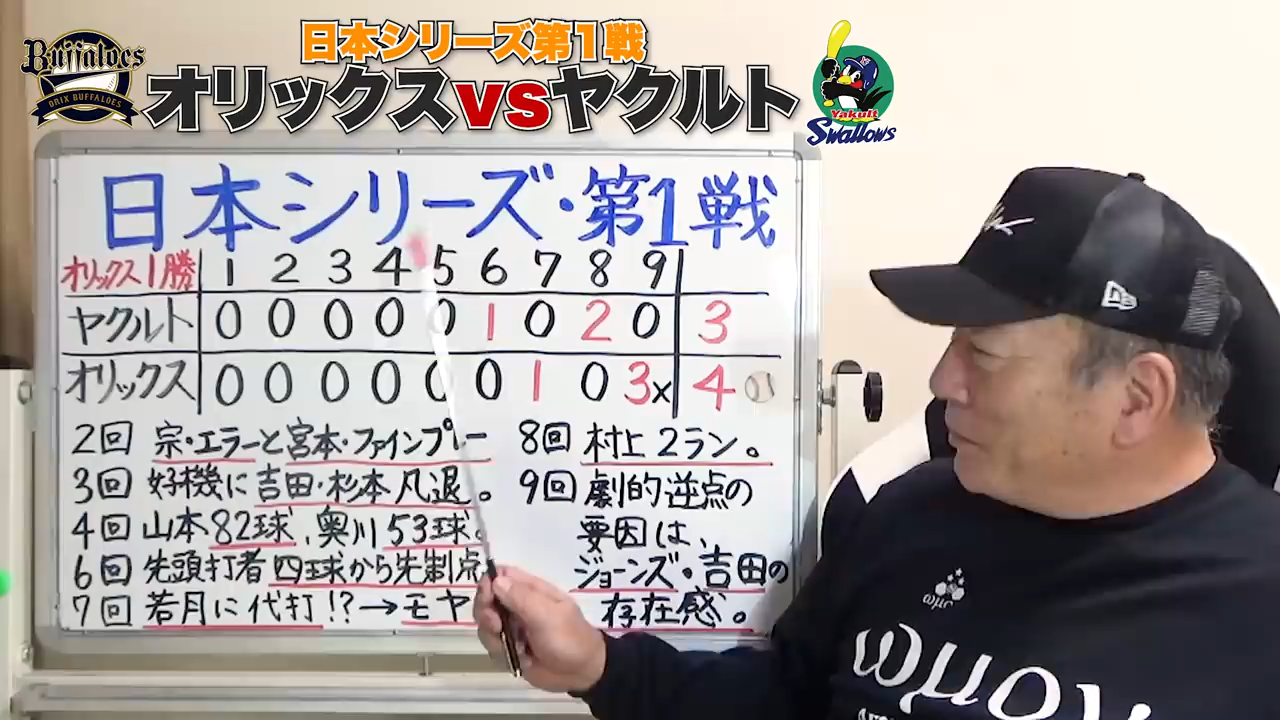 日本シリーズ第1戦
Buffaloes
ORIX BUFFALOES
オリックスvsヤクルト
Yakult
Swallows
日本シリーズ・第1戦
オリックス1勝 1 2 3 4 5 6 7 8 9
ヤクルト 0 0 0 0 0 1 0 2 0 3
オリックス 0 0 0 0 0 0 1 0 3x 4
2回 宗・エラーと宮本・ファインプレー
3回 好機に吉田・杉本凡退。
4回 山本82球、奥川53球。
6回 先頭打者四球から先制点
7回 若月に代打!?→モヤ
8回 村上2ラン。
9回 劇的逆点の
要因は、
ジョーンズ・吉田の
存在感。
ωμσ